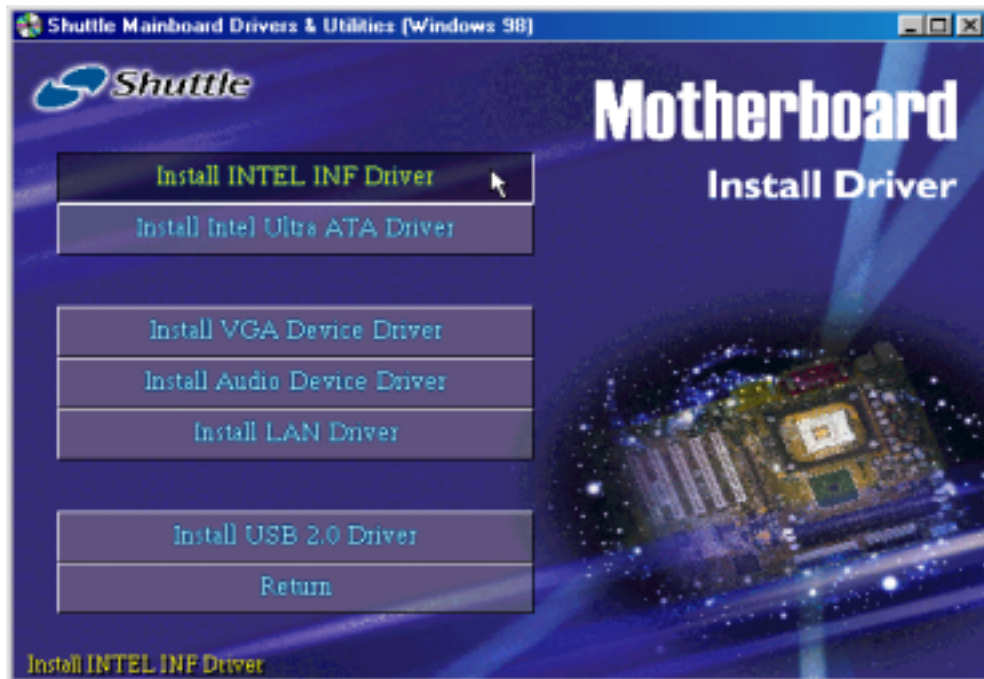 Shuttle Mainboard Drivers & Utilities (Windows 98)
Shuttle
Motherboard
Install Driver
Install INTEL INF Driver
Install Intel Ultra ATA Driver
Install VGA Device Driver
Install Audio Device Driver
Install LAN Driver
Install USB 2.0 Driver
Return
Install INTEL INF Driver